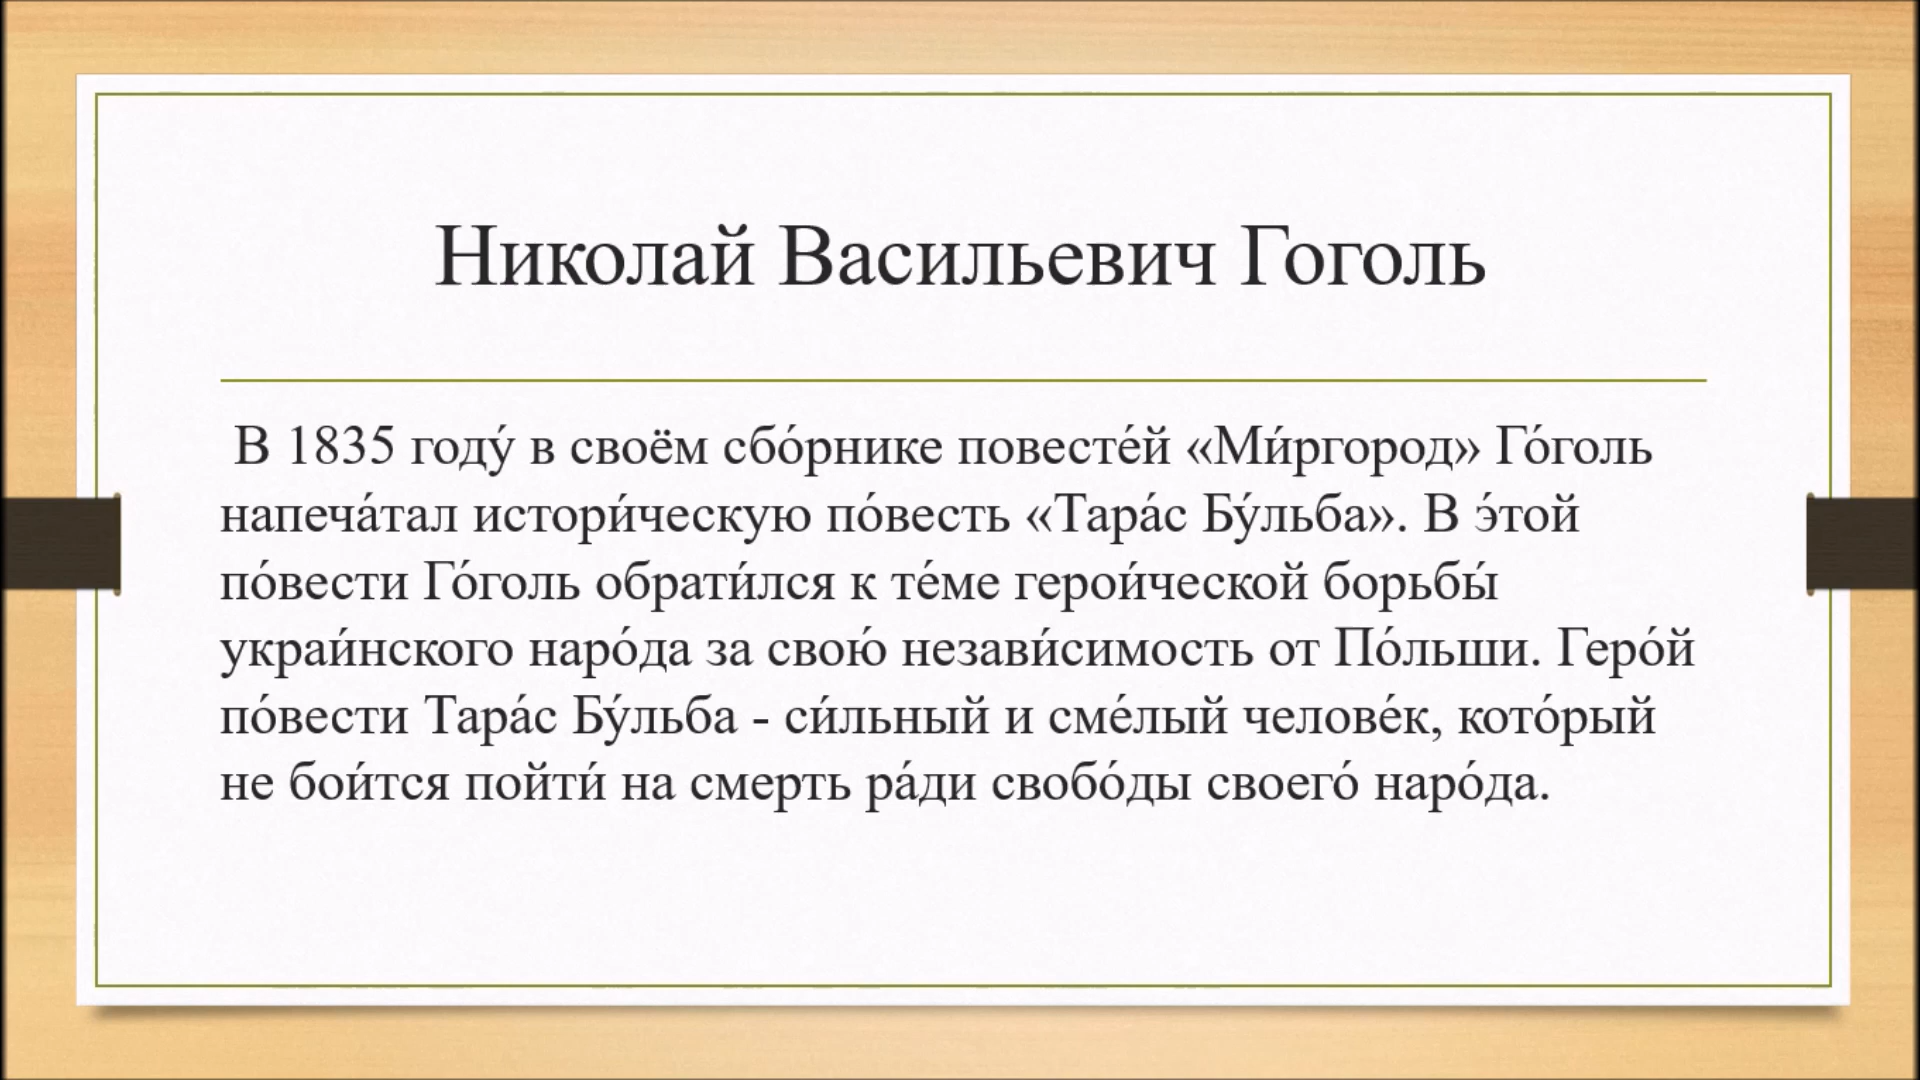 Николай Васильевич Гоголь
В 1835 году́ в своём сбо́рнике повесте́й «Ми́ргород» Го́голь
напеча́тал истори́ческую по́весть «Тара́с Бу́льба». В э́той
по́вести Го́голь обрати́лся к те́ме герои́ческой борьбы́
украи́нского наро́да за свою́ незави́симость от По́льши. Геро́й
по́вести Тара́с Бу́льба - си́льный и сме́лый челове́к, кото́рый
не бои́тся пойти́ на смерть ра́ди свобо́ды своего́ наро́да.